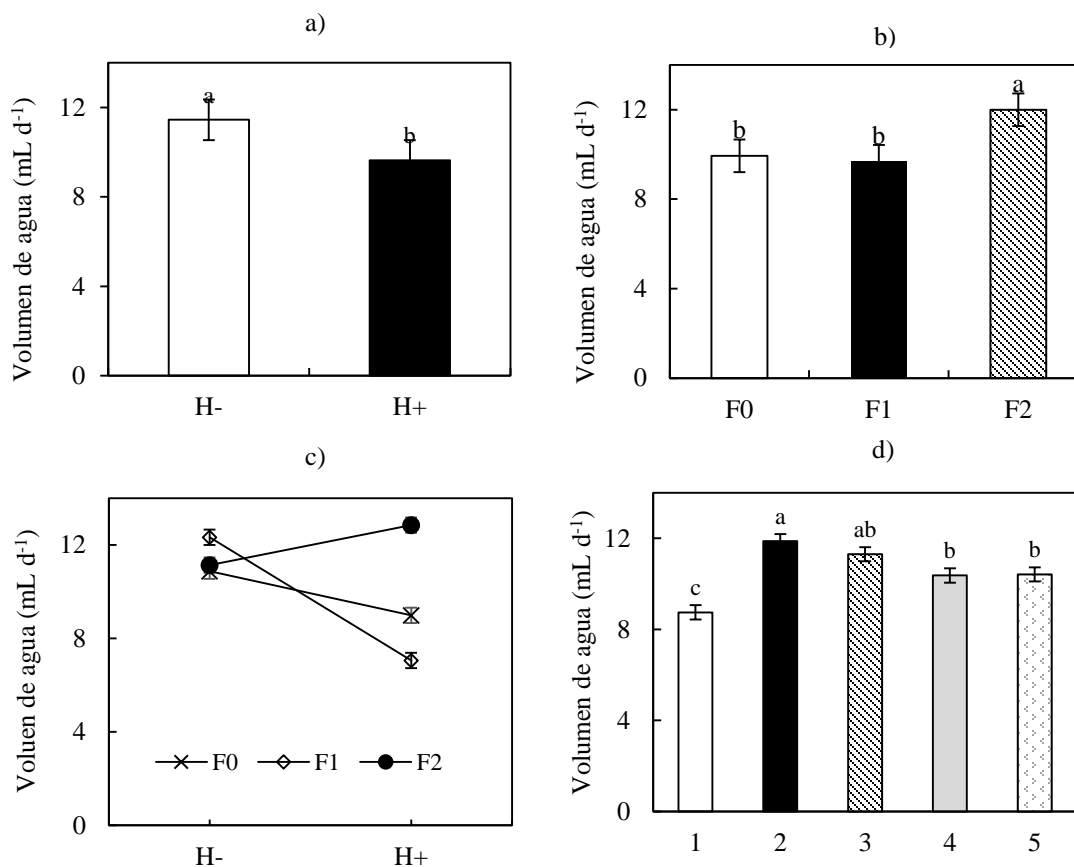 a)
Volumen de agua (mL d-1)
12
8
4
0
a
b
H-
H+
b)
Volumen de agua (mL d-1)
12
8
4
0
b
b
a
F0
F1
F2
c)
Voluen de agua (mL d-1)
12
8
4
0
F0 F1 F2
H-
H+
d)
Volumen de agua (mL d-1)
12
8
4
0
c
a
ab
b
b
1
2
3
4
5